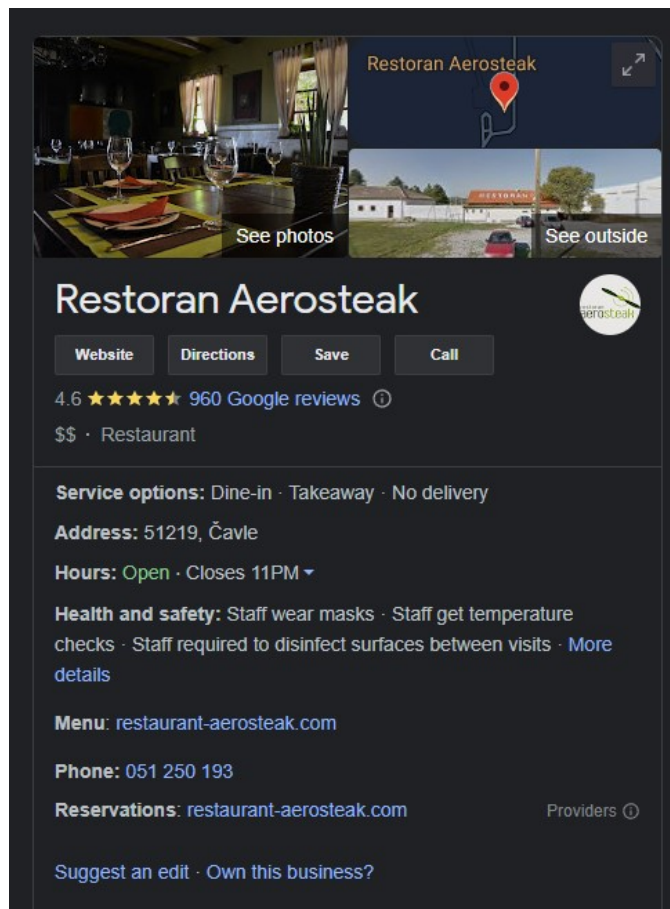 Restoran Aerosteak
See photos
RESTORAN
See outside
Restoran Aerosteak
aerosteak
Website
Directions
Save
Call
4.6 960 Google reviews
$$ · Restaurant
Service options: Dine-in · Takeaway · No delivery
Address: 51219, Čavle
Hours: Open · Closes 11PM
Health and safety: Staff wear masks · Staff get temperature
checks · Staff required to disinfect surfaces between visits · More
details
Menu: restaurant-aerosteak.com
Phone: 051 250 193
Reservations: restaurant-aerosteak.com
Providers
Suggest an edit · Own this business?